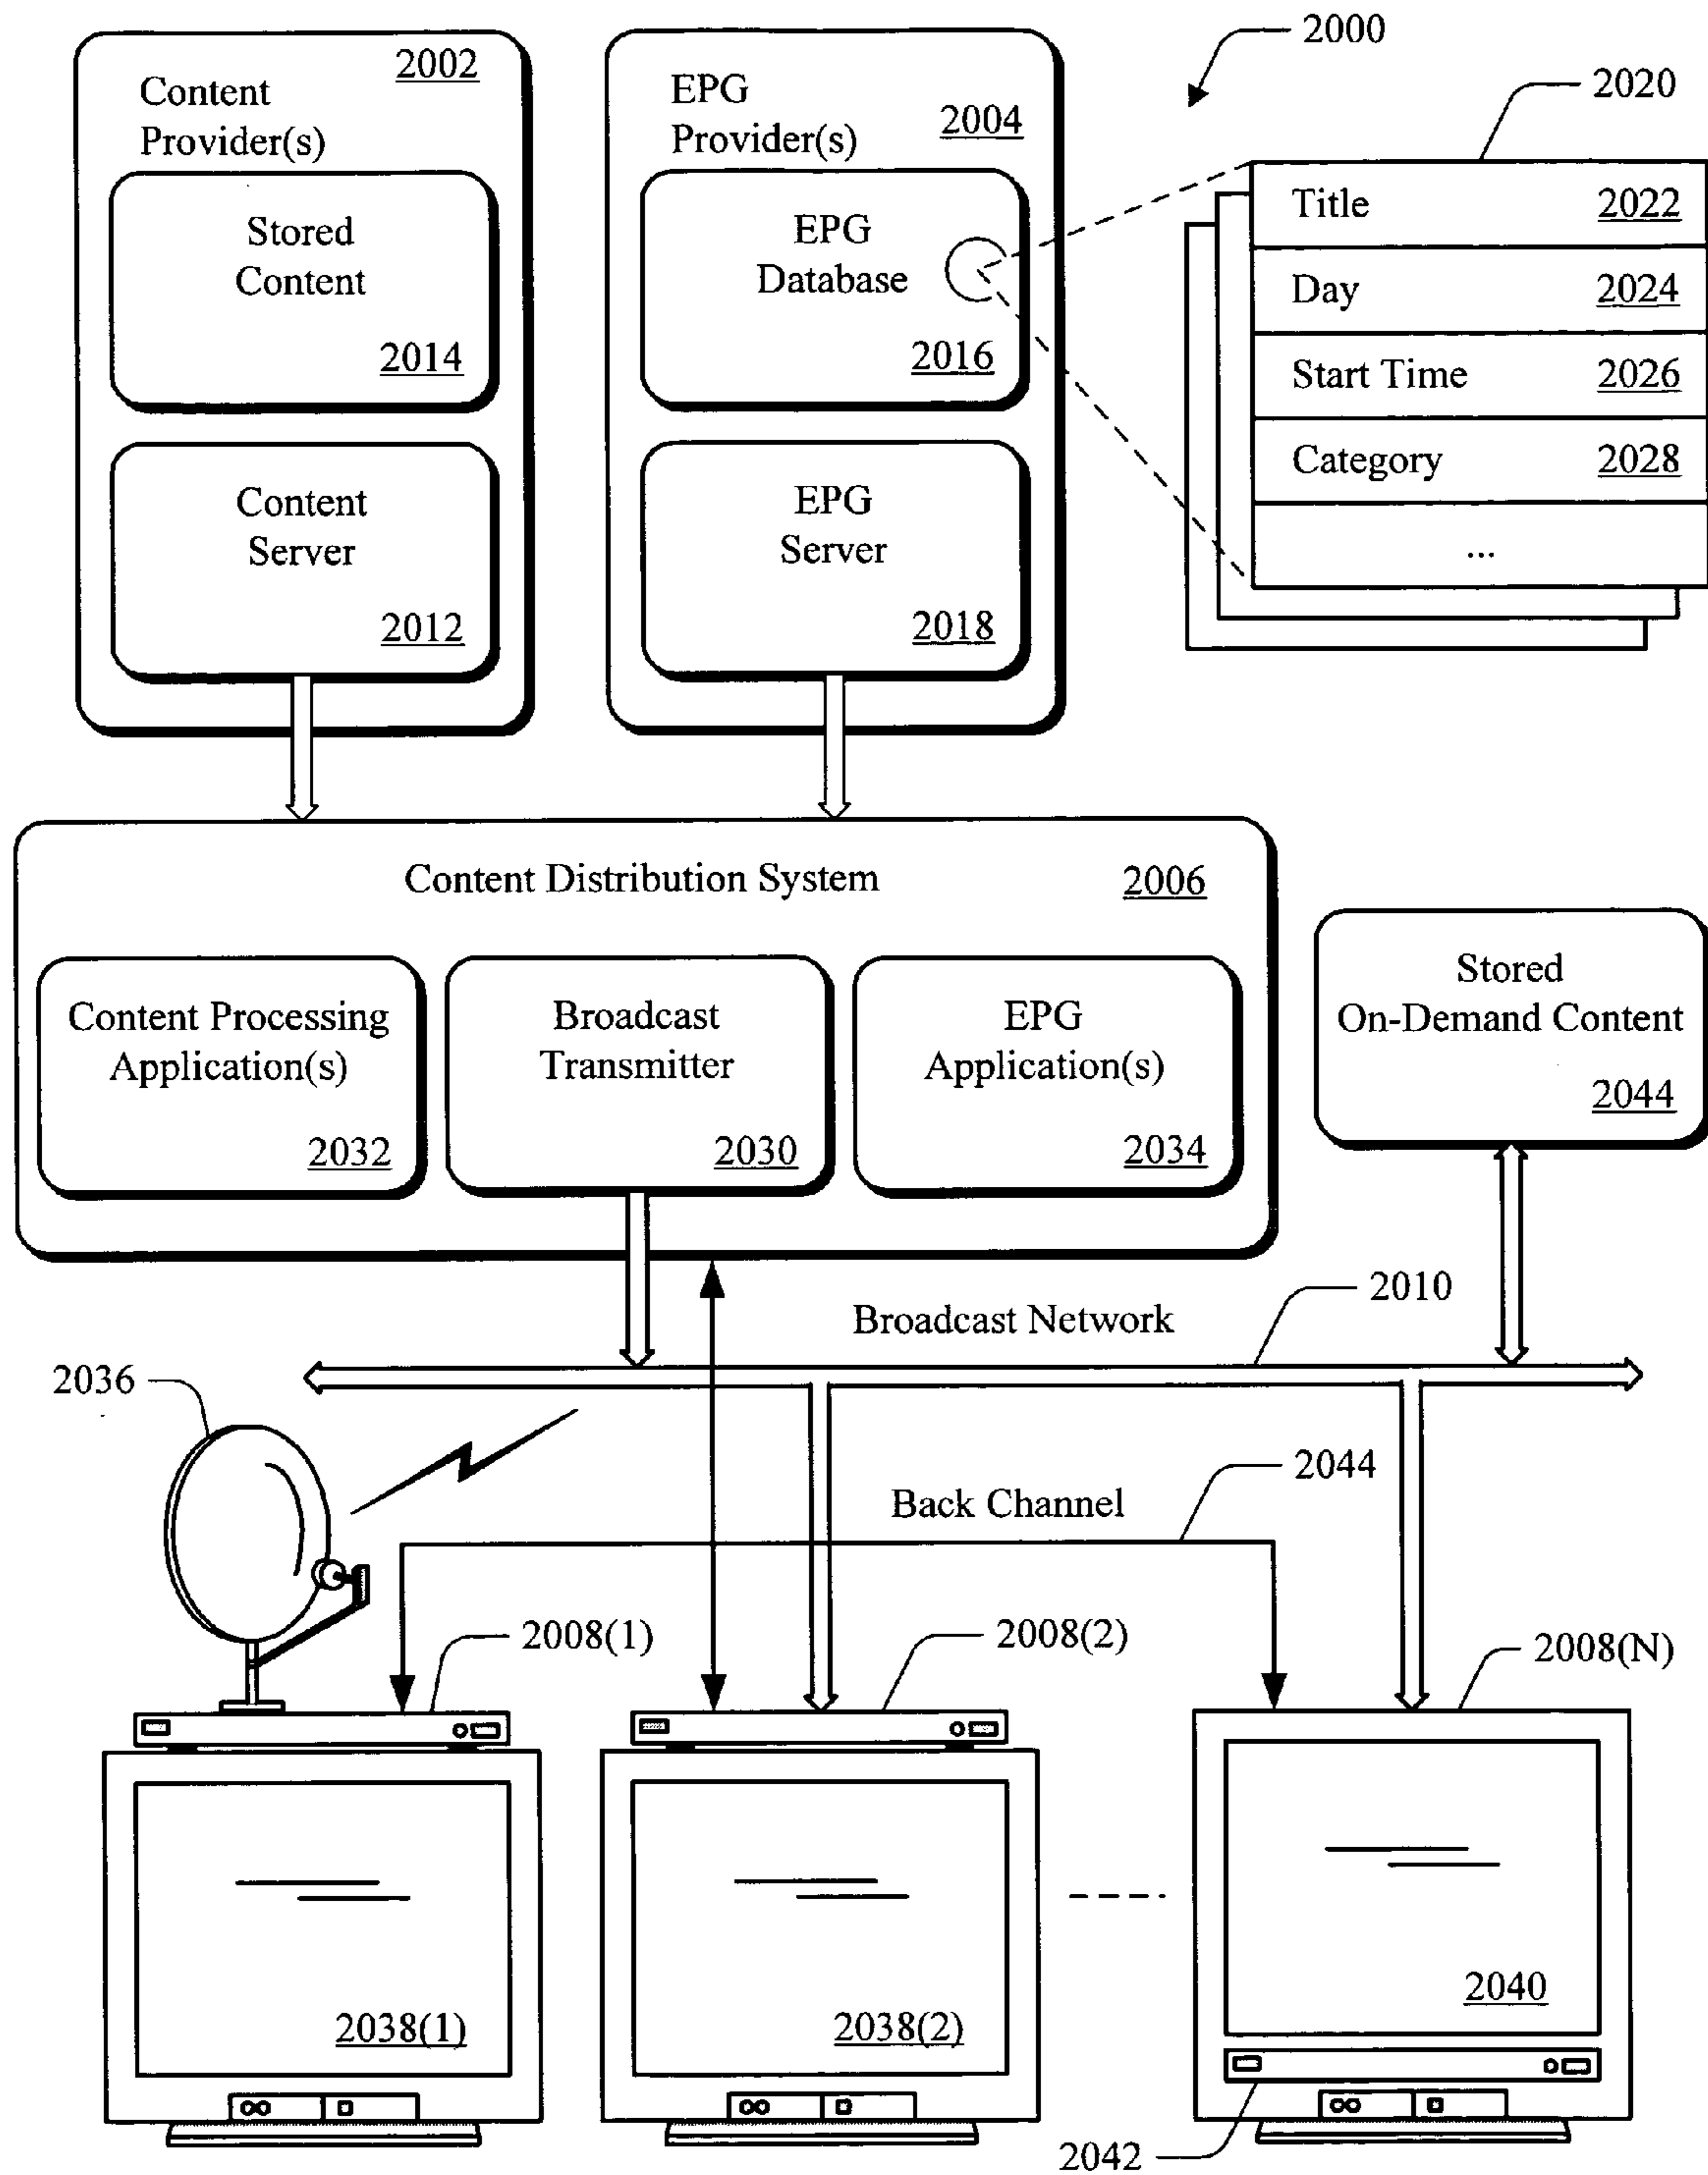 2000
2002
Content
Provider(s)
Stored
Content
2014
Content
Server
2012
EPG
Provider(s)
2004
EPG
Database
2016
EPG
Server
2018
2020
Title 2022
Day 2024
Start Time 2026
Category 2028
...
Content Distribution System 2006
Content Processing
Application(s)
2032
Broadcast
Transmitter
2030
EPG
Application(s)
2034
Stored
On-Demand Content
2044
2010
Broadcast Network
2036
2044
Back Channel
2008(1)
2008(2)
2008(N)
2038(1)
2038(2)
2040
2042